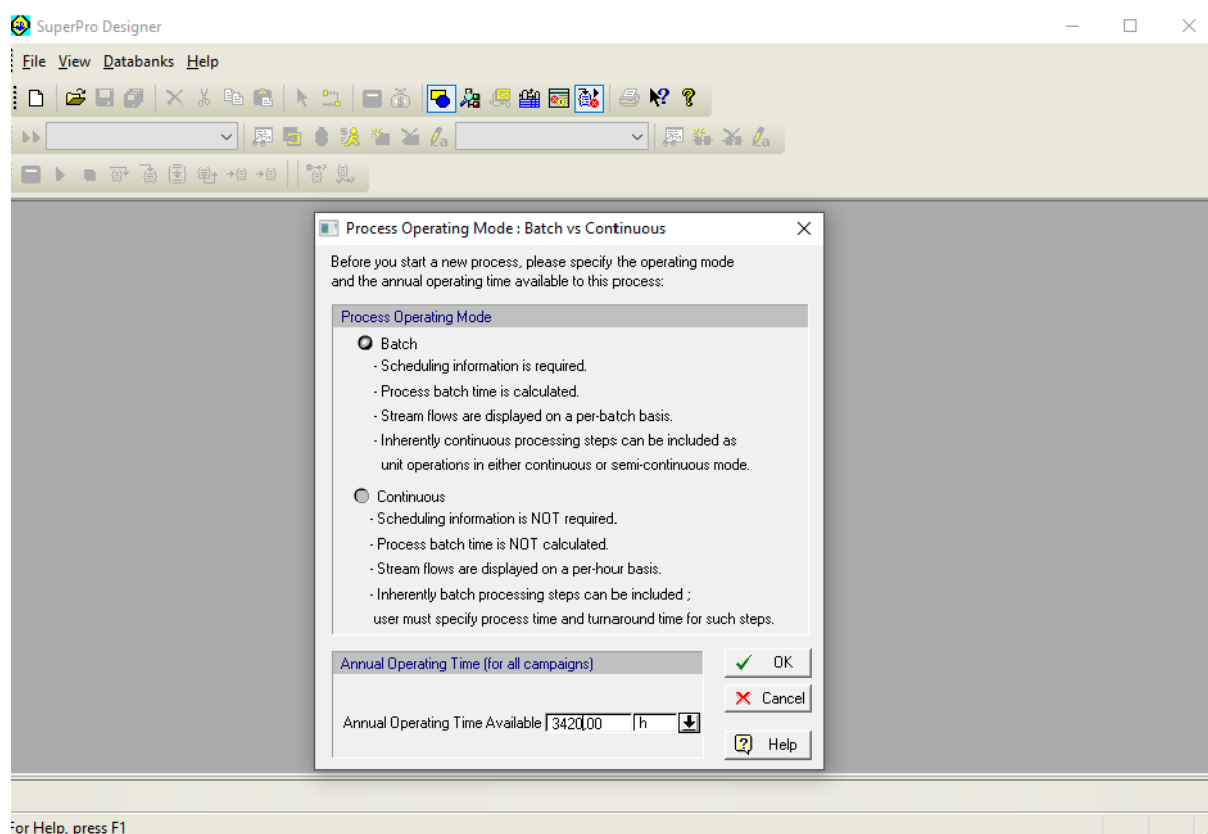 SuperPro Designer
File View Databanks Help
Process Operating Mode : Batch vs Continuous
Before you start a new process, please specify the operating mode
and the annual operating time available to this process:
Process Operating Mode
Batch
- Scheduling information is required.
- Process batch time is calculated.
- Stream flows are displayed on a per-batch basis.
- Inherently continuous processing steps can be included as
unit operations in either continuous or semi-continuous mode.
Continuous
- Scheduling information is NOT required.
- Process batch time is NOT calculated.
- Stream flows are displayed on a per-hour basis.
- Inherently batch processing steps can be included ;
user must specify process time and turnaround time for such steps.
Annual Operating Time (for all campaigns)
OK
Cancel
Annual Operating Time Available 3420.00 h
Help
For Help, press F1